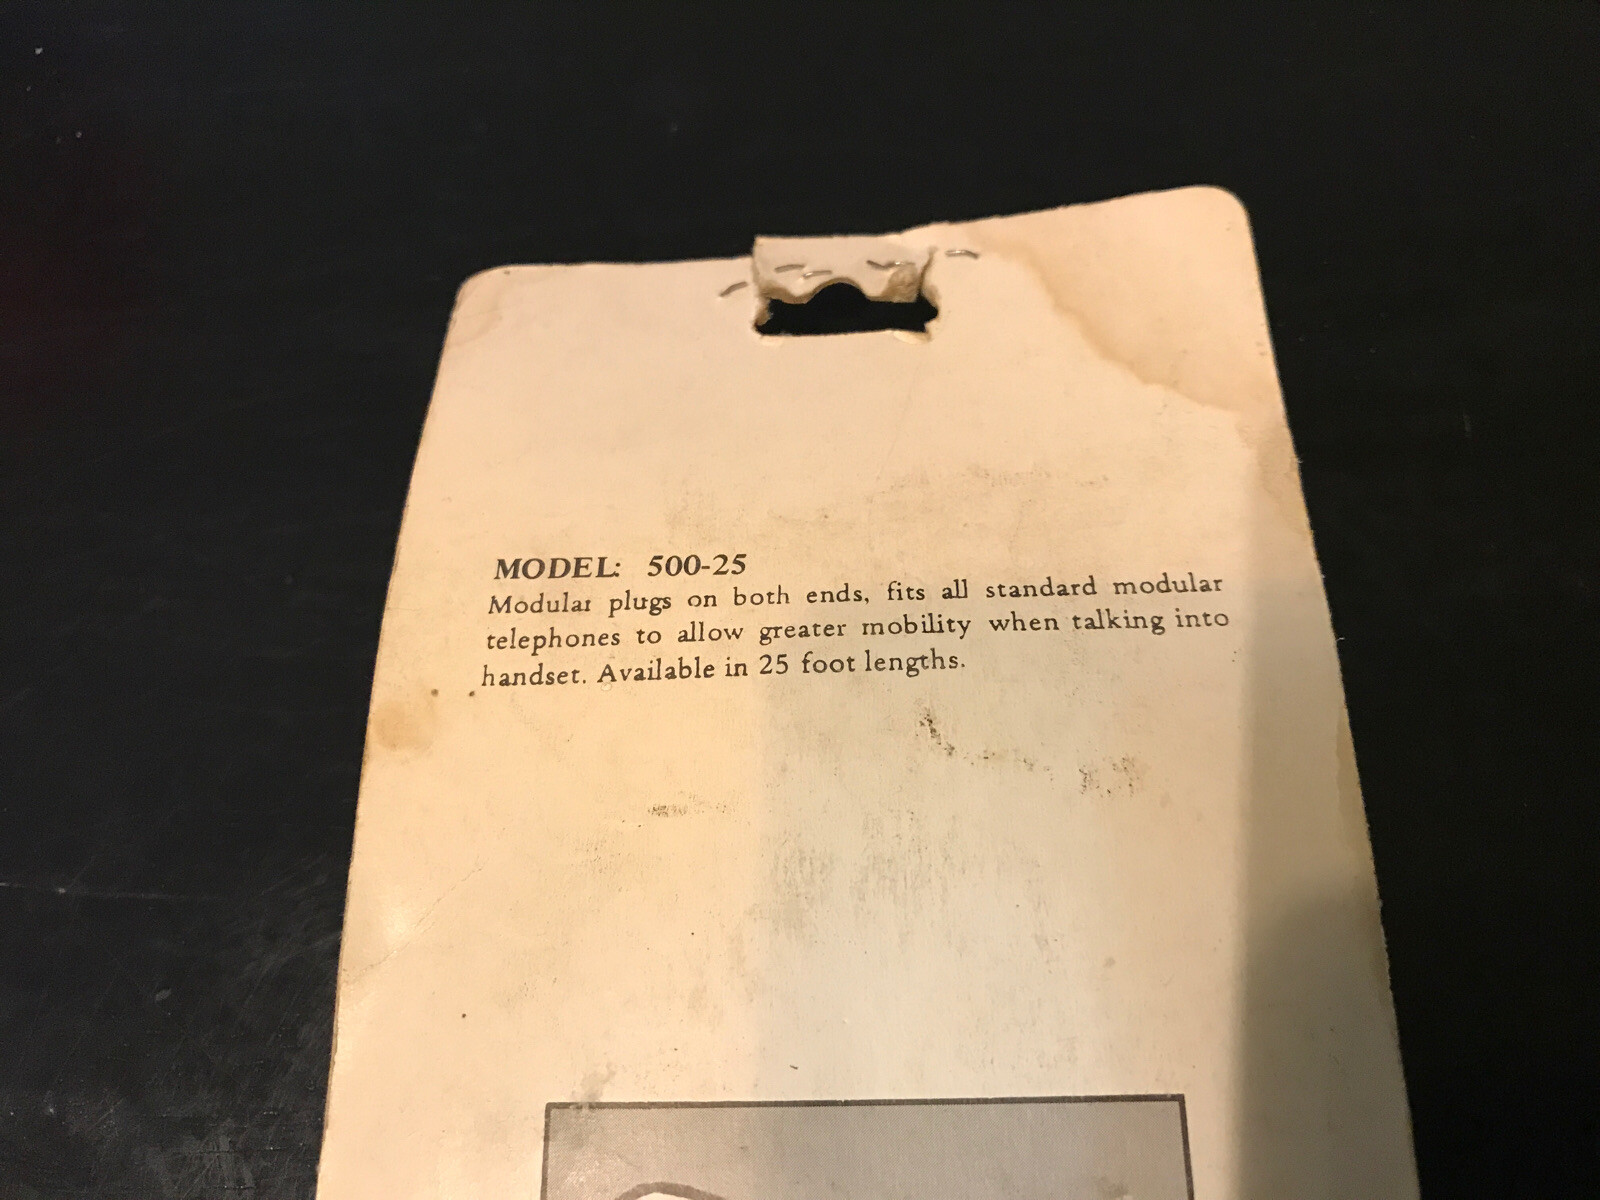 MODEL: 500-25
Modular plugs on both ends, fits all standard modular
telephones to allow greater mobility when talking into
handset. Available in 25 foot lengths.